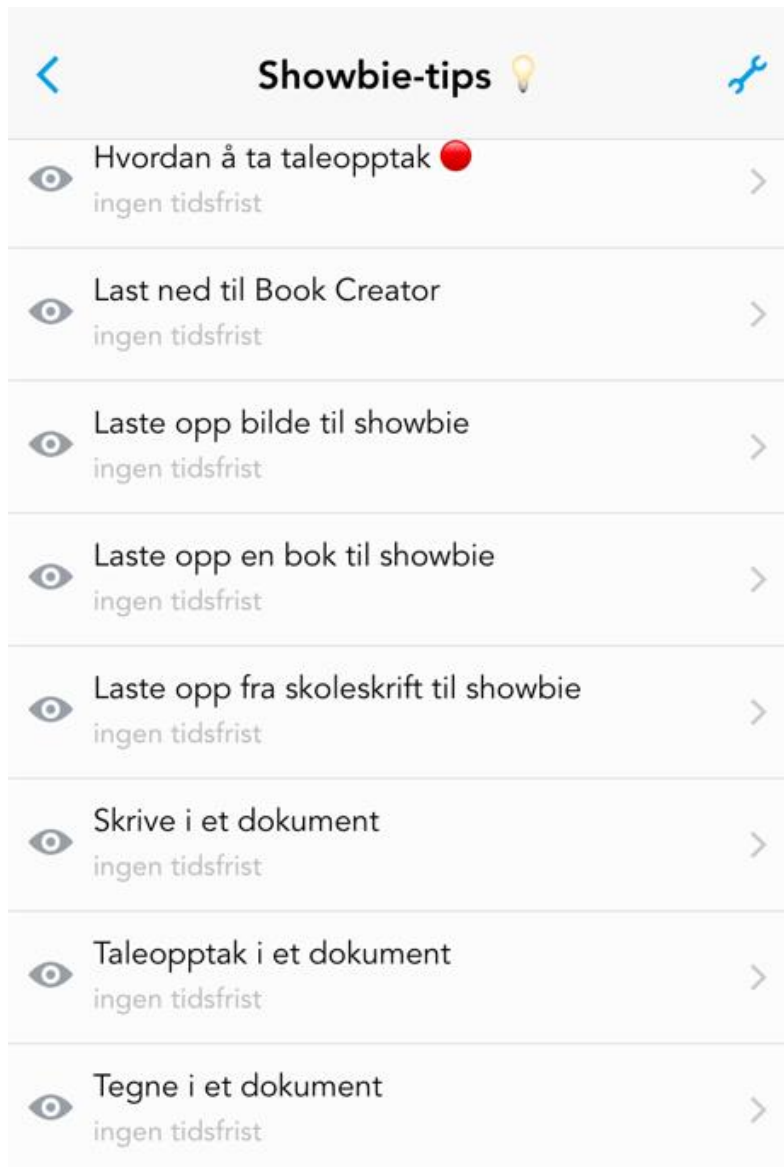 Showbie-tips 💡
Hvordan å ta taleopptak 🔴
ingen tidsfrist
Last ned til Book Creator
ingen tidsfrist
Laste opp bilde til showbie
ingen tidsfrist
Laste opp en bok til showbie
ingen tidsfrist
Laste opp fra skoleskrift til showbie
ingen tidsfrist
Skrive i et dokument
ingen tidsfrist
Taleopptak i et dokument
ingen tidsfrist
Tegne i et dokument
ingen tidsfrist